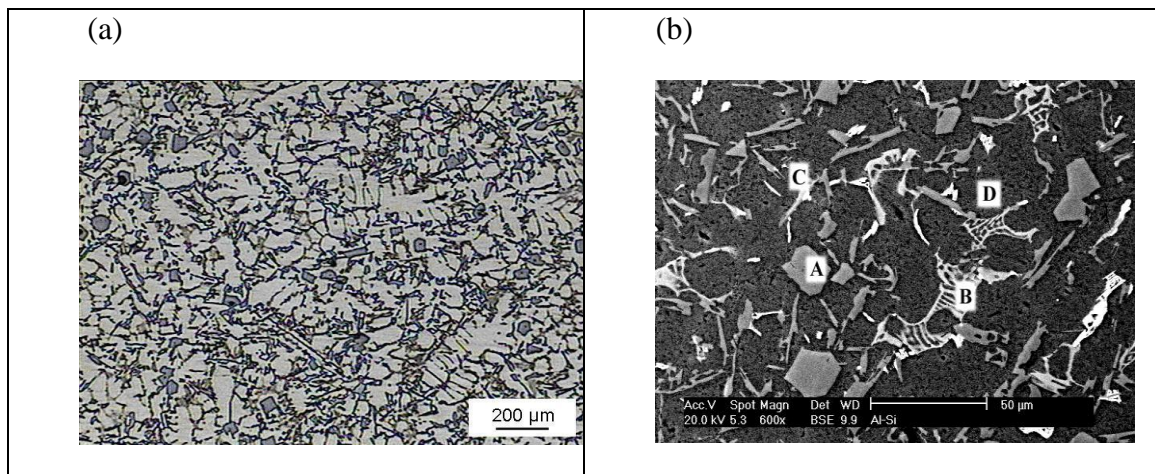 (a)
(b)
C
D
A
B
200 µm
Acc.V Spot Magn Det WD 50 µm
20.0 kV 5.3 600x BSE 9.9 Al-Si